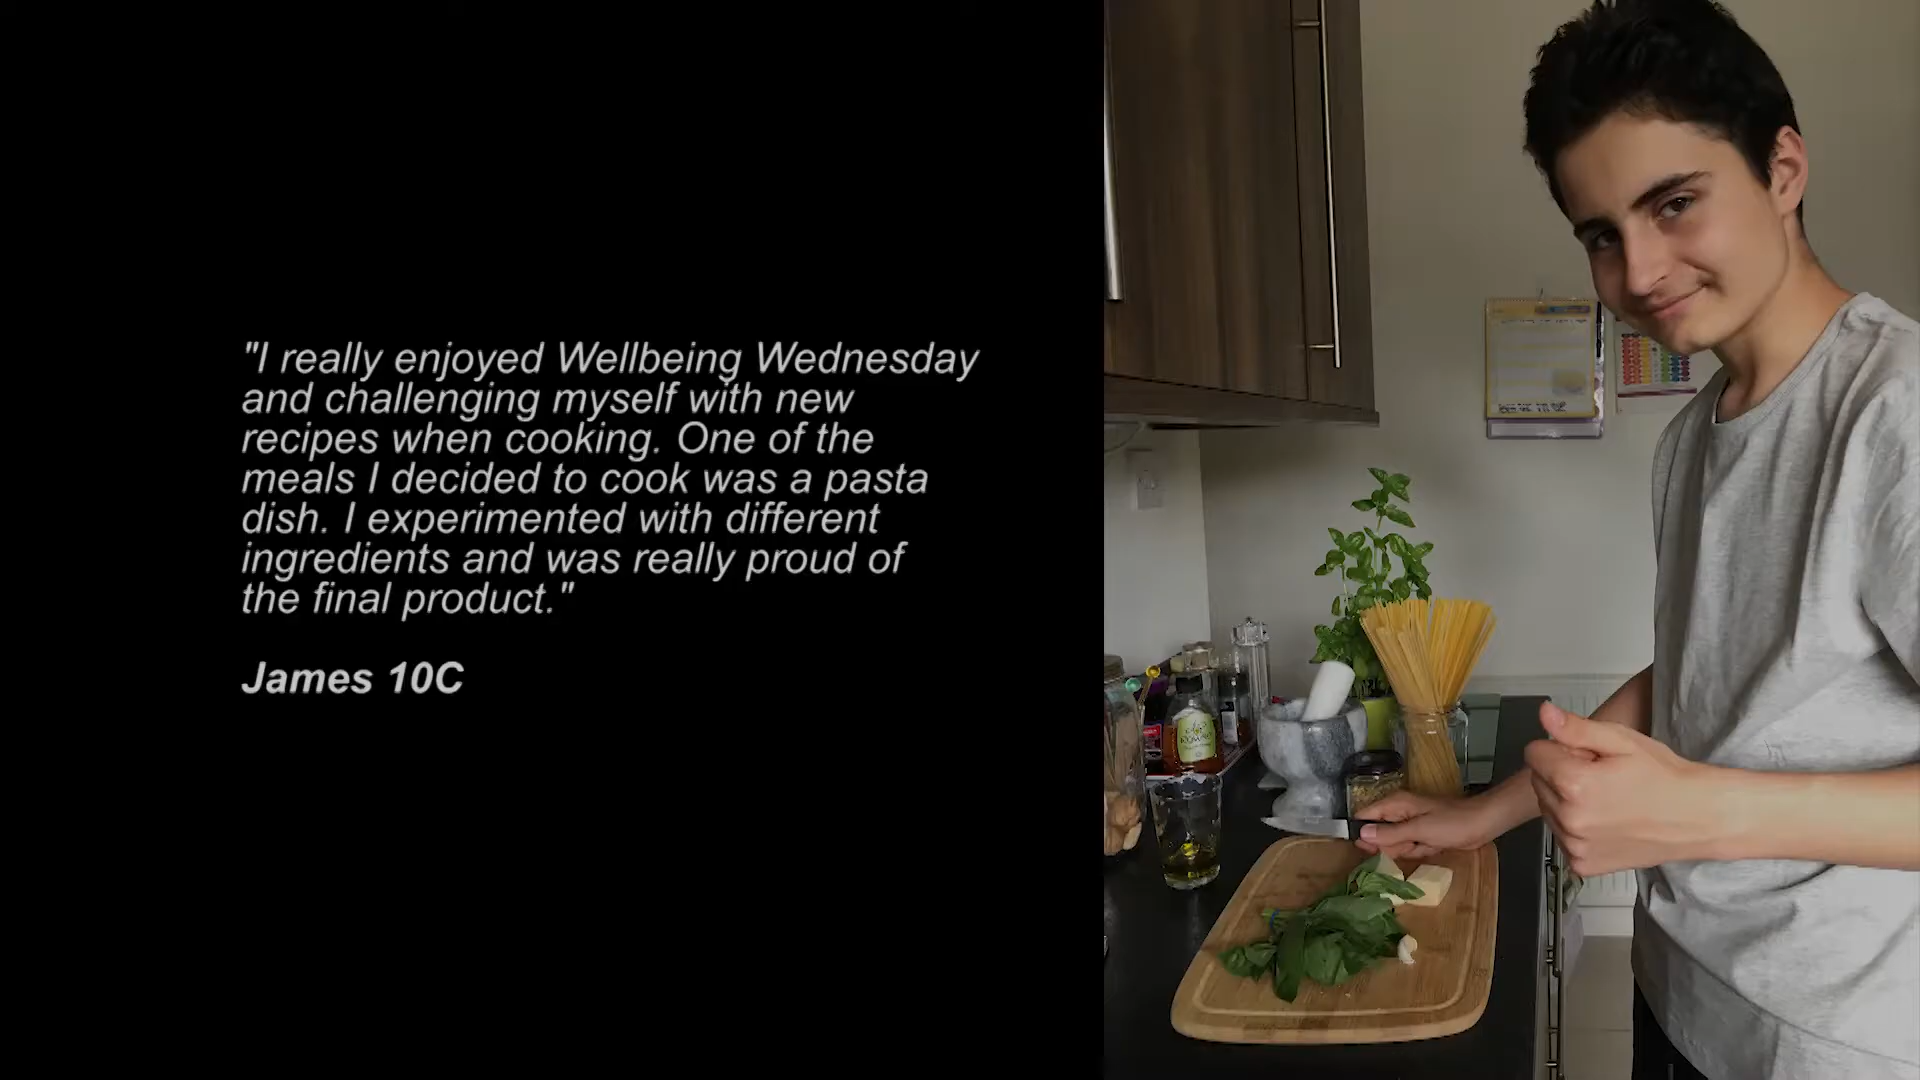 "I really enjoyed Wellbeing Wednesday
and challenging myself with new
recipes when cooking. One of the
meals I decided to cook was a pasta
dish. I experimented with different
ingredients and was really proud of
the final product."
James 10C